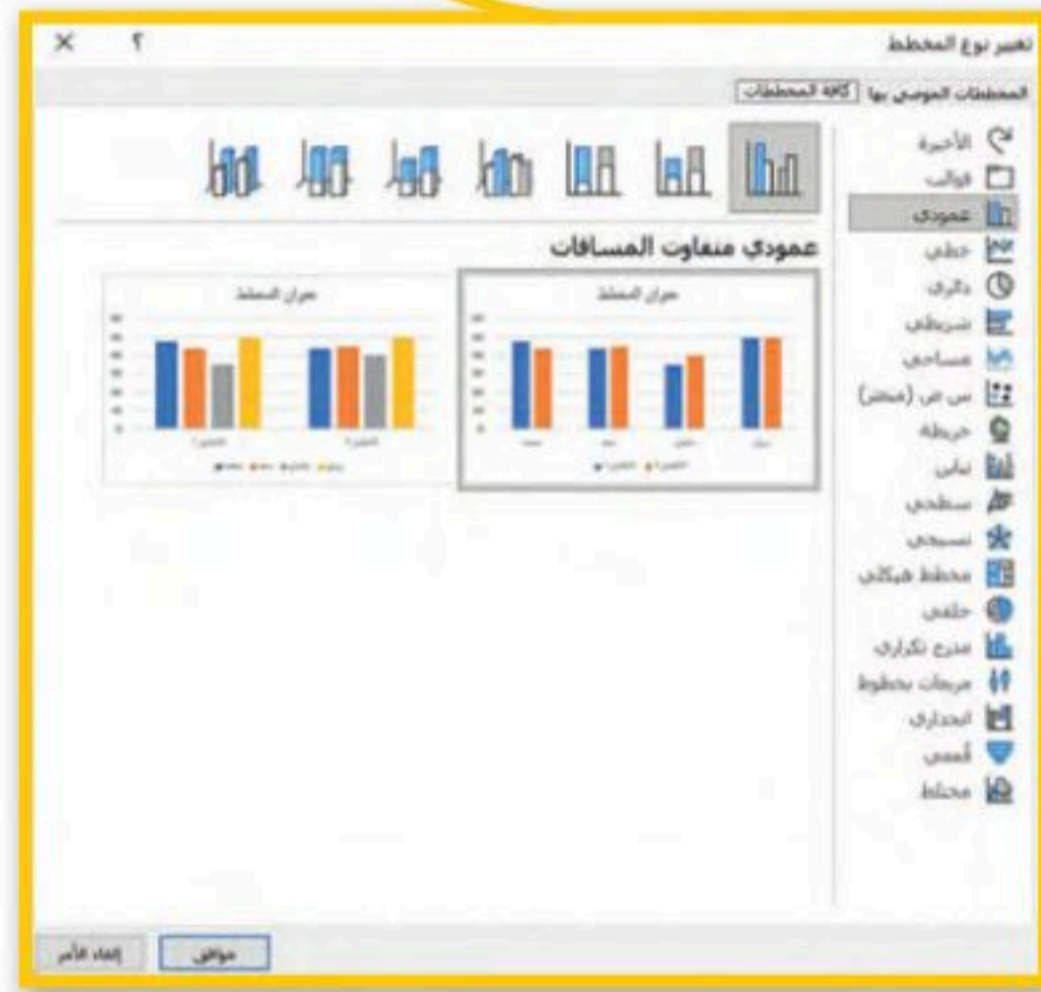 تغيير نوع المخطط
؟
المخططات الموصى بها
كافة المخططات
الأخيرة
قوالب
عمودي
خطي
دائري
شريطي
مساحي
س ص (مبعثر)
خريطة
تباين
سطحي
نسيجي
مخطط هيكلي
حلقي
مدرج تكراري
مربعات بخطوط
انحداري
قُمعي
مختلط
عمودي متفاوت المسافات
عنوان المخطط
عنوان المخطط
موافق
إلغاء الأمر